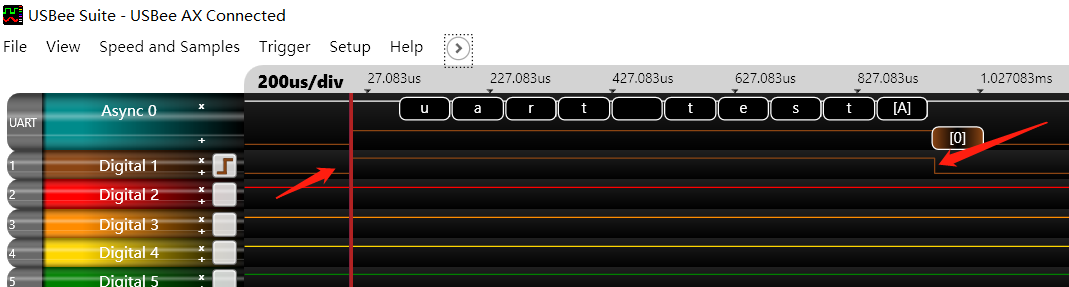 USBee Suite - USBee AX Connected
File View Speed and Samples Trigger Setup Help
200us/div 27.083us 227.083us 427.083us 627.083us 827.083us 1.027083ms
UART Async 0 x + u a r t t e s t [A]
[0]
1 Digital 1 x +
2 Digital 2 x +
3 Digital 3 x +
4 Digital 4 x +
5 Digital 5 x